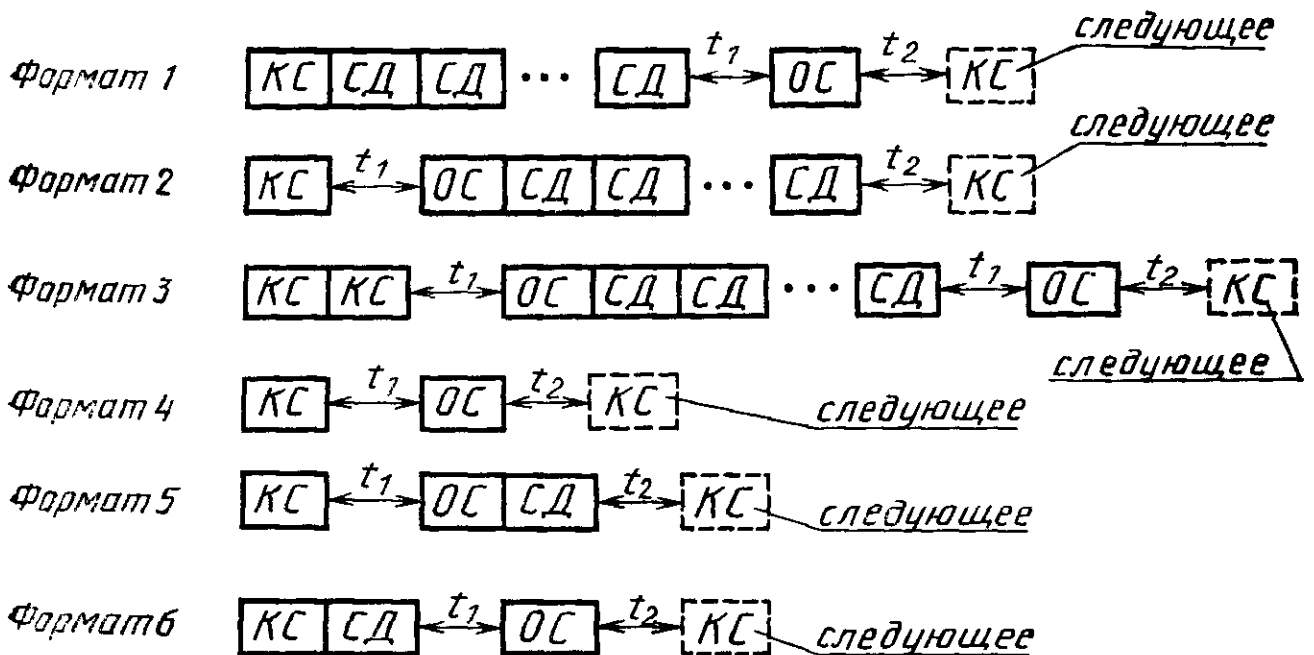 следующее
Формат 1 КС СД СД ... СД t₁ ОС t₂ КС
следующее
Формат 2 КС t₁ ОС СД СД ... СД t₂ КС
Формат 3 КС КС t₁ ОС СД СД ... СД t₁ ОС t₂ КС
следующее
Формат 4 КС t₁ ОС t₂ КС следующее
Формат 5 КС t₁ ОС СД t₂ КС следующее
Формат 6 КС СД t₁ ОС t₂ КС следующее